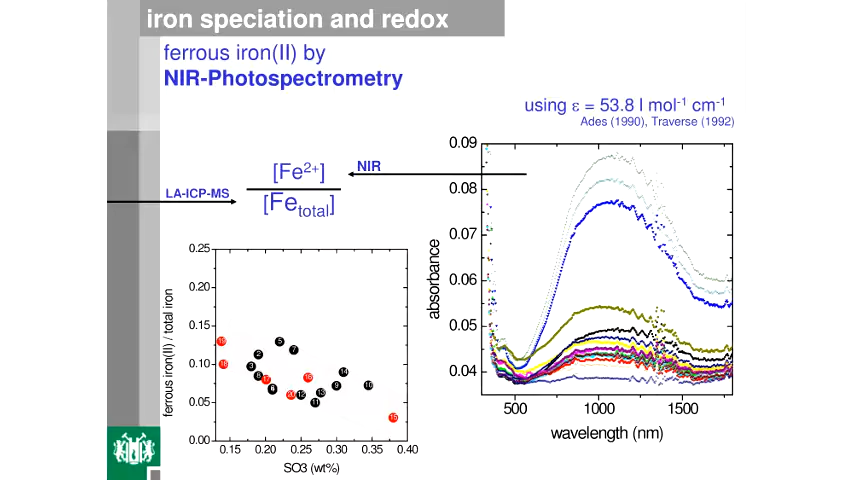 iron speciation and redox
ferrous iron(II) by
NIR-Photospectrometry
using ε = 53.8 l mol⁻¹ cm⁻¹
Ades (1990), Traverse (1992)
LA-ICP-MS
[Fe²⁺]
[Fe_total]
NIR
0.25
0.20
0.15
0.10
0.05
0.00
0.15 0.20 0.25 0.30 0.35 0.40
ferrous iron(II) / total iron
SO3 (wt%)
0.09
0.08
0.07
0.06
0.05
0.04
absorbance
500 1000 1500
wavelength (nm)